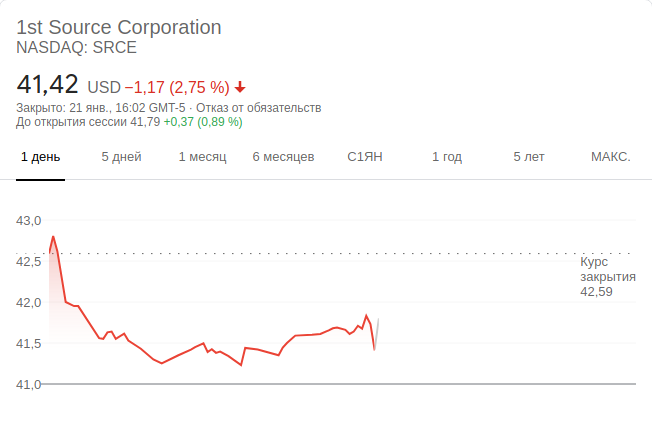 1st Source Corporation
NASDAQ: SRCE
41,42 USD −1,17 (2,75 %)
Закрыто: 21 янв., 16:02 GMT-5 · Отказ от обязательств
До открытия сессии 41,79 +0,37 (0,89 %)
1 день 5 дней 1 месяц 6 месяцев С1ЯН 1 год 5 лет МАКС.
43,0
42,5
Курс
закрытия
42,59
42,0
41,5
41,0